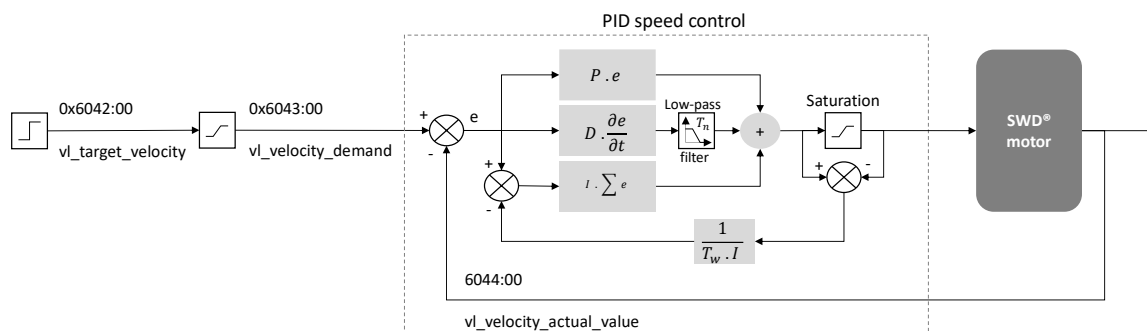 PID speed control
P . e
0x6042:00
0x6043:00
Low-pass
Saturation
+
e
D . ∂e/∂t
T_n
+
SWD®
motor
vl_target_velocity
vl_velocity_demand
-
filter
+
+
-
I . ∑ e
-
1/(T_w . I)
6044:00
vl_velocity_actual_value